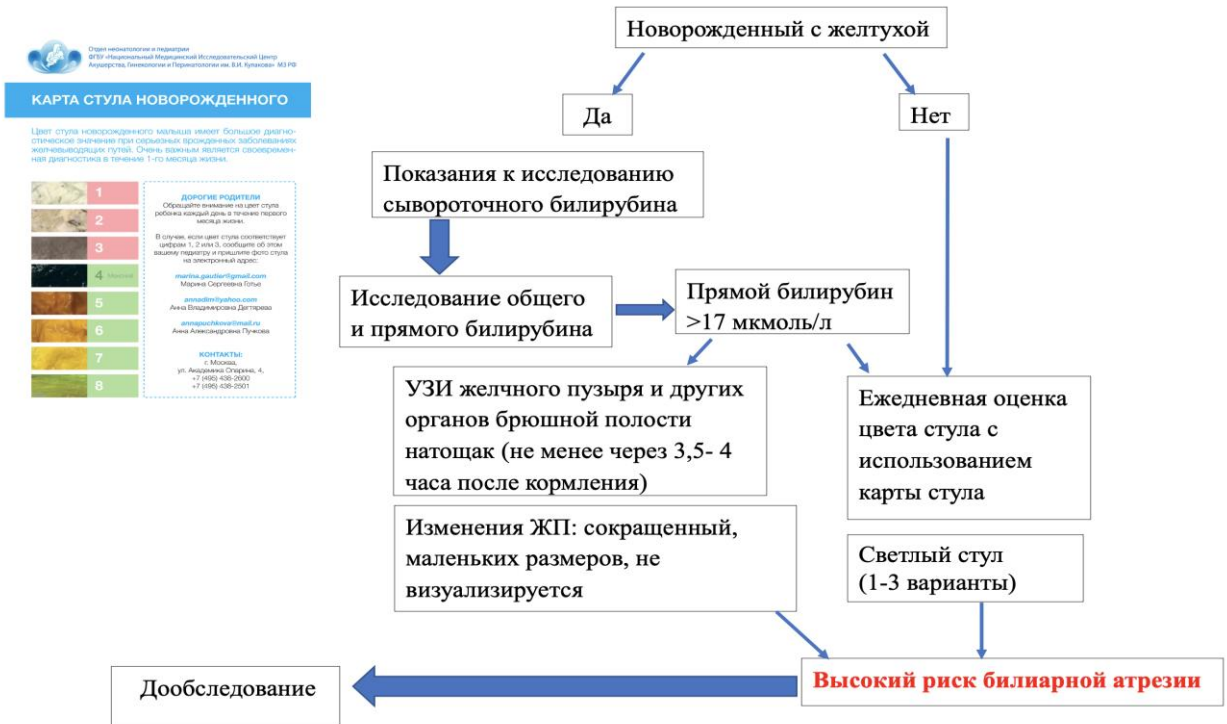 Отдел неонатологии и педиатрии
ФГБУ «Национальный Медицинский Исследовательский Центр
Акушерства, Гинекологии и Перинатологии им. В.И. Кулакова» МЗ РФ
КАРТА СТУЛА НОВОРОЖДЕННОГО
Цвет стула новорожденного малыша имеет большое диагно-
стическое значение при серьезных врожденных заболеваниях
желчевыводящих путей. Очень важным является своевремен-
ная диагностика в течение 1-го месяца жизни.
1
2
3
4 Меконий
5
6
7
8
ДОРОГИЕ РОДИТЕЛИ
Обращайте внимание на цвет стула
ребенка каждый день в течение первого
месяца жизни.
В случае, если цвет стула соответствует
цифрам 1, 2 или 3, сообщите об этом
вашему педиатру и пришлите фото стула
на электронный адрес:
marina.gautier@gmail.com
Марина Сергеевна Готье
annadim@yahoo.com
Анна Владимировна Дегтярева
annapuchkova@mail.ru
Анна Александровна Пучкова
КОНТАКТЫ:
г. Москва,
ул. Академика Опарина, 4,
+7 (495) 438-2600
+7 (495) 438-2501
Новорожденный с желтухой
Да
Нет
Показания к исследованию
сывороточного билирубина
Исследование общего
и прямого билирубина
Прямой билирубин
>17 мкмоль/л
УЗИ желчного пузыря и других
органов брюшной полости
натощак (не менее через 3,5- 4
часа после кормления)
Ежедневная оценка
цвета стула с
использованием
карты стула
Изменения ЖП: сокращенный,
маленьких размеров, не
визуализируется
Светлый стул
(1-3 варианты)
Высокий риск билиарной атрезии
Дообследование